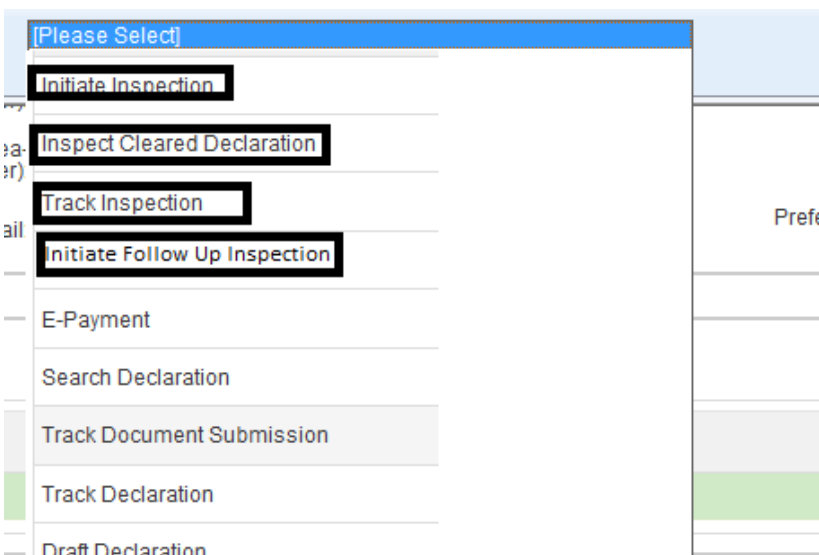 [Please Select]
Initiate Inspection
Inspect Cleared Declaration
Track Inspection
Initiate Follow Up Inspection
E-Payment
Search Declaration
Track Document Submission
Track Declaration
Draft Declaration